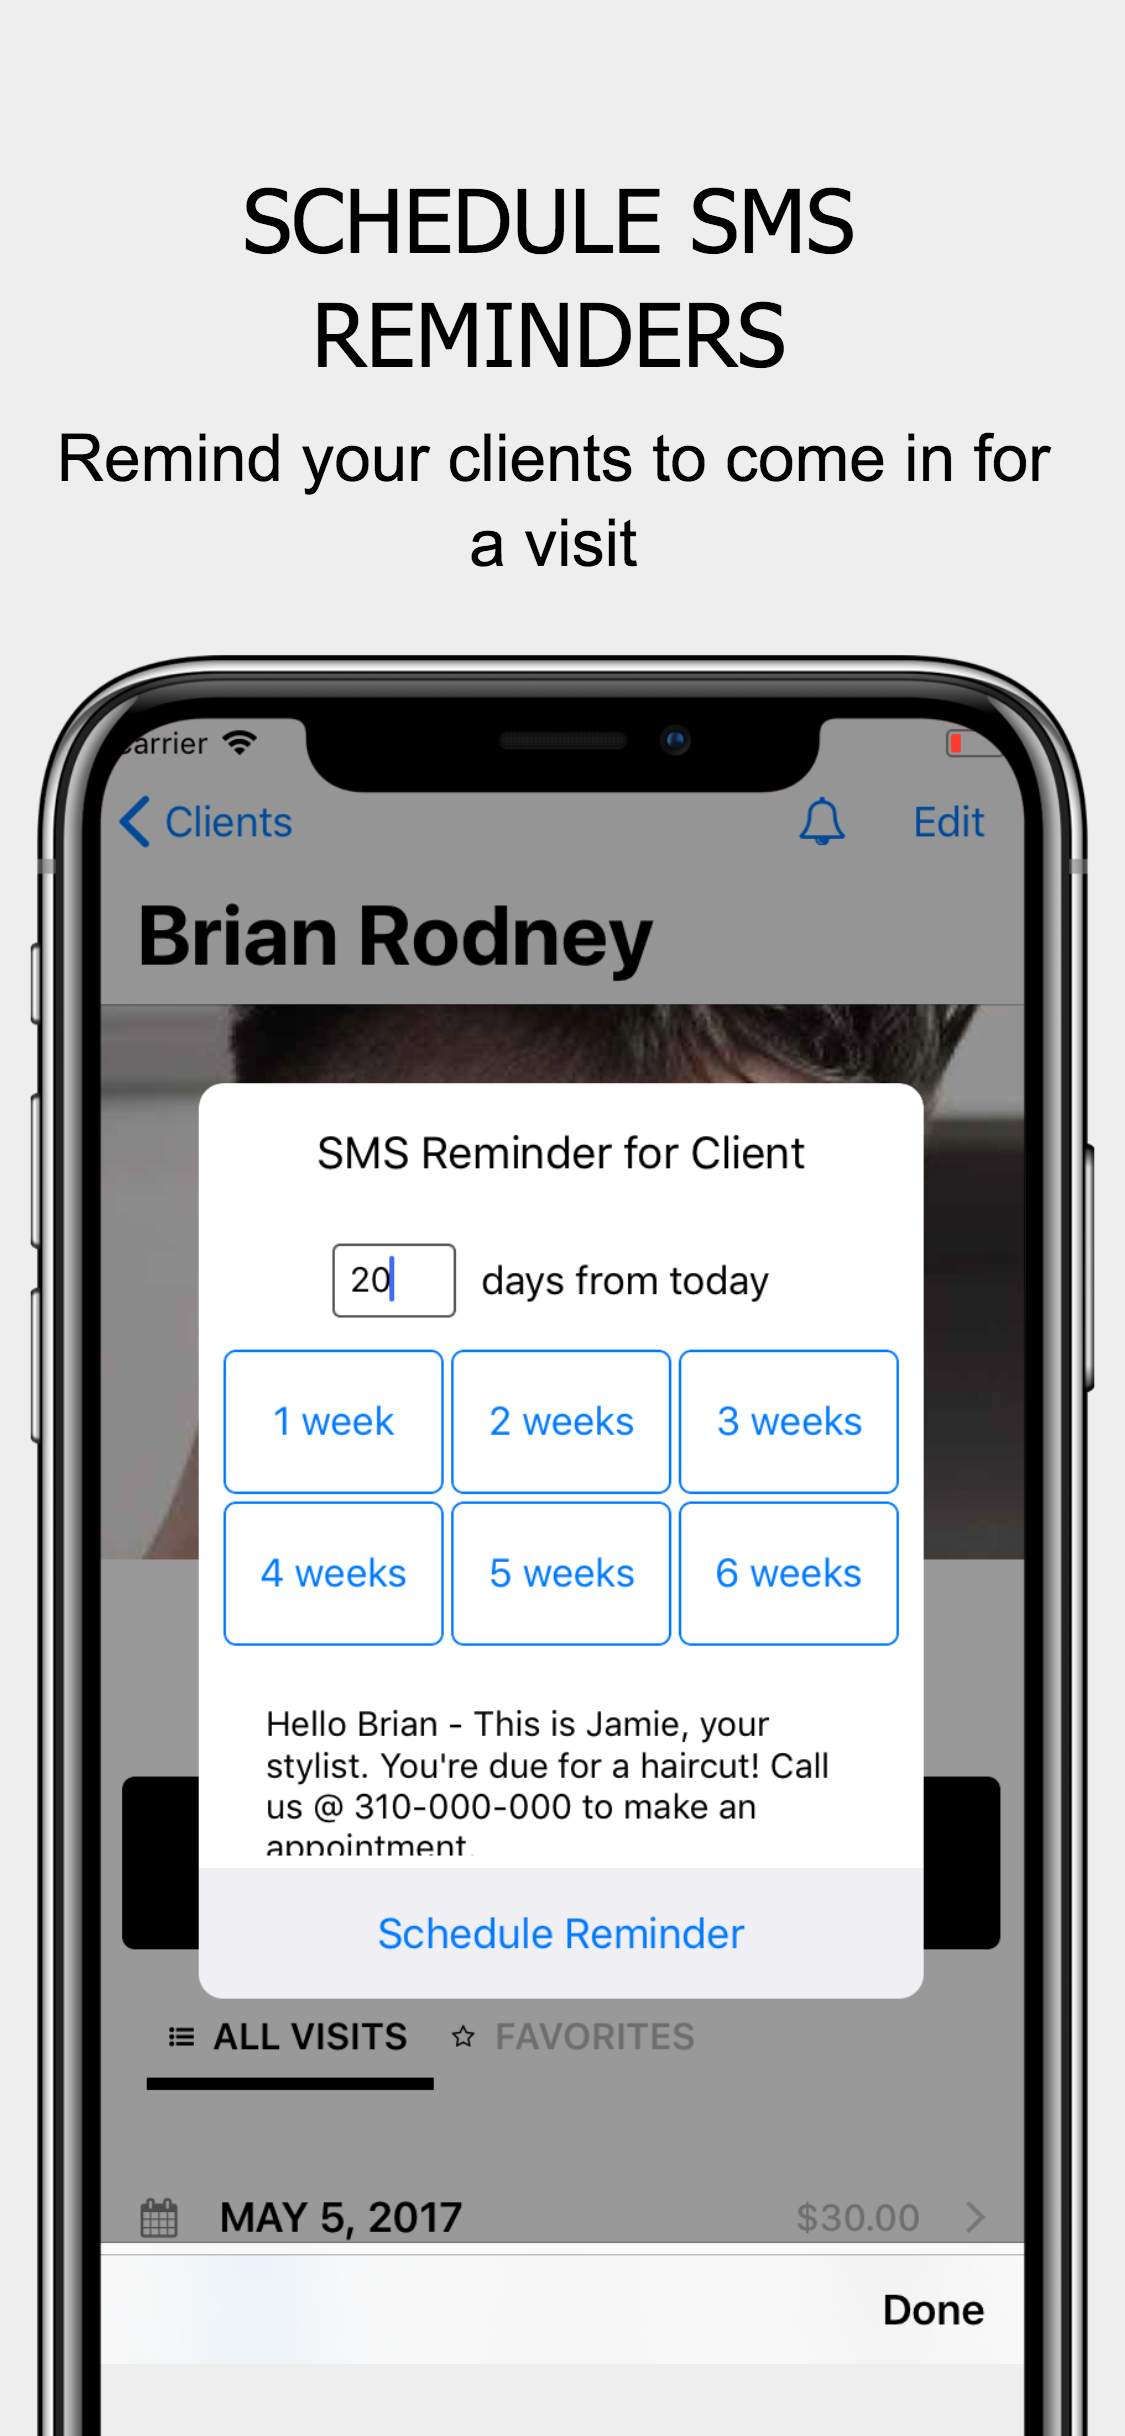 SCHEDULE SMS
REMINDERS
Remind your clients to come in for
a visit
arrier
Clients
Edit
Brian Rodney
SMS Reminder for Client
20 days from today
1 week 2 weeks 3 weeks
4 weeks 5 weeks 6 weeks
Hello Brian - This is Jamie, your
stylist. You're due for a haircut! Call
us @ 310-000-000 to make an
appointment.
Schedule Reminder
ALL VISITS FAVORITES
MAY 5, 2017 $30.00
Done